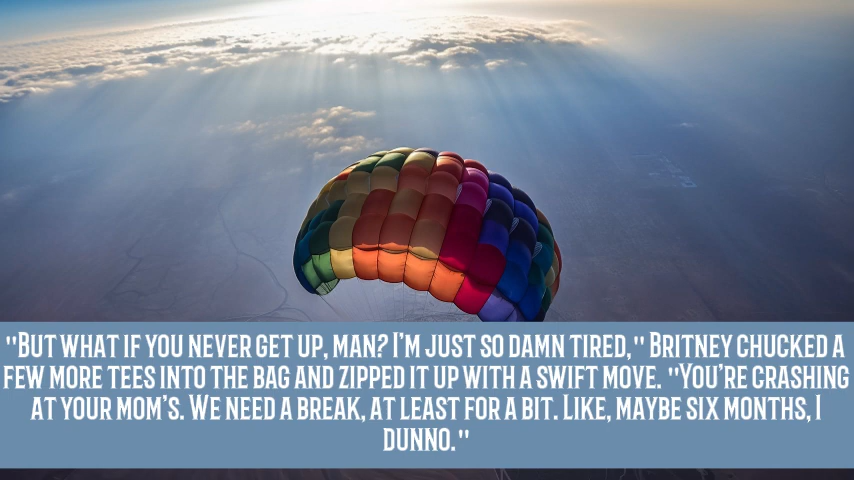 "But what if you never get up, man? I'm just so damn tired," Britney chucked a
few more tees into the bag and zipped it up with a swift move. "You're crashing
at your mom's. We need a break, at least for a bit. Like, maybe six months, I
dunno."